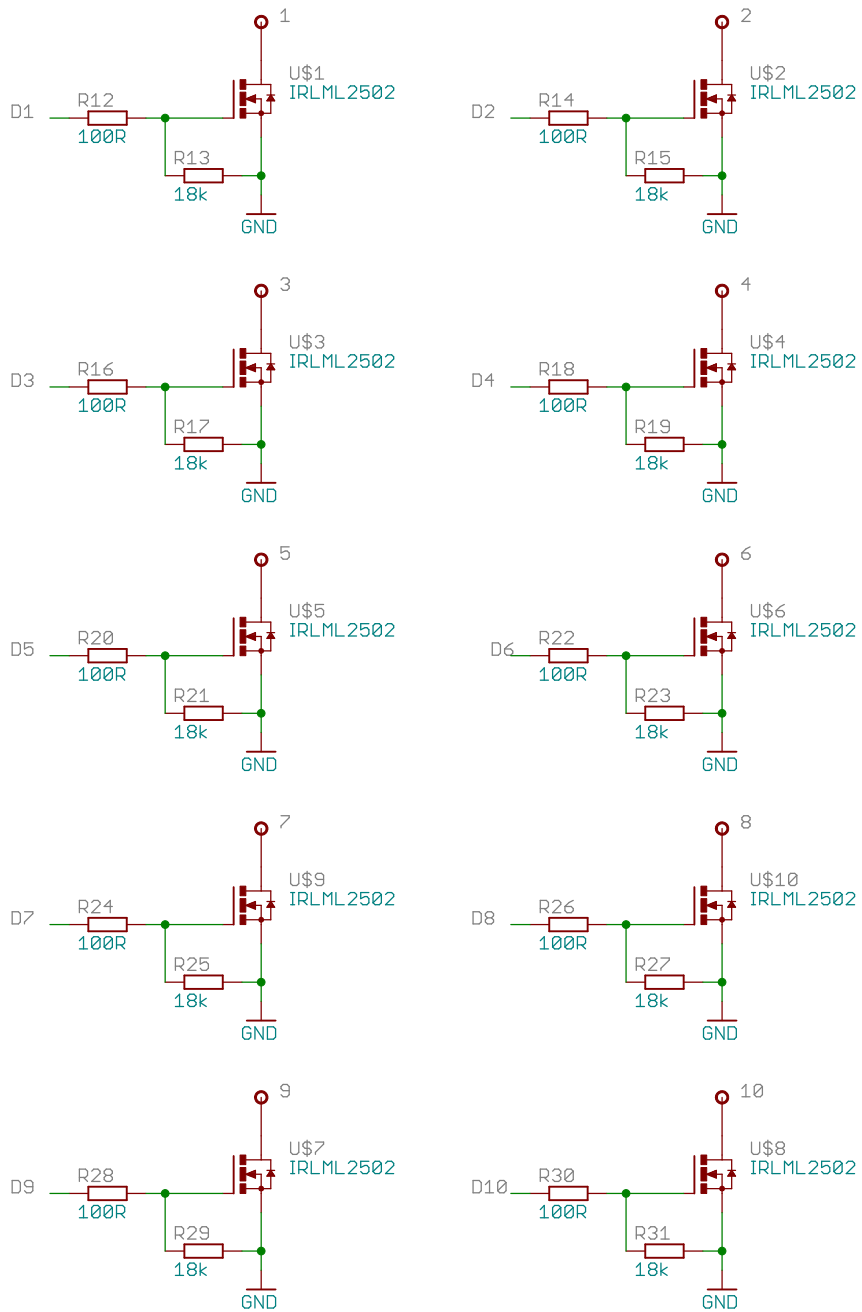 1
2
U$1
IRLML2502
U$2
IRLML2502
D1
R12
100R
D2
R14
100R
R13
18k
R15
18k
GND
GND
3
4
U$3
IRLML2502
U$4
IRLML2502
D3
R16
100R
D4
R18
100R
R17
18k
R19
18k
GND
GND
5
6
U$5
IRLML2502
U$6
IRLML2502
D5
R20
100R
D6
R22
100R
R21
18k
R23
18k
GND
GND
7
8
U$9
IRLML2502
U$10
IRLML2502
D7
R24
100R
D8
R26
100R
R25
18k
R27
18k
GND
GND
9
10
U$7
IRLML2502
U$8
IRLML2502
D9
R28
100R
D10
R30
100R
R29
18k
R31
18k
GND
GND